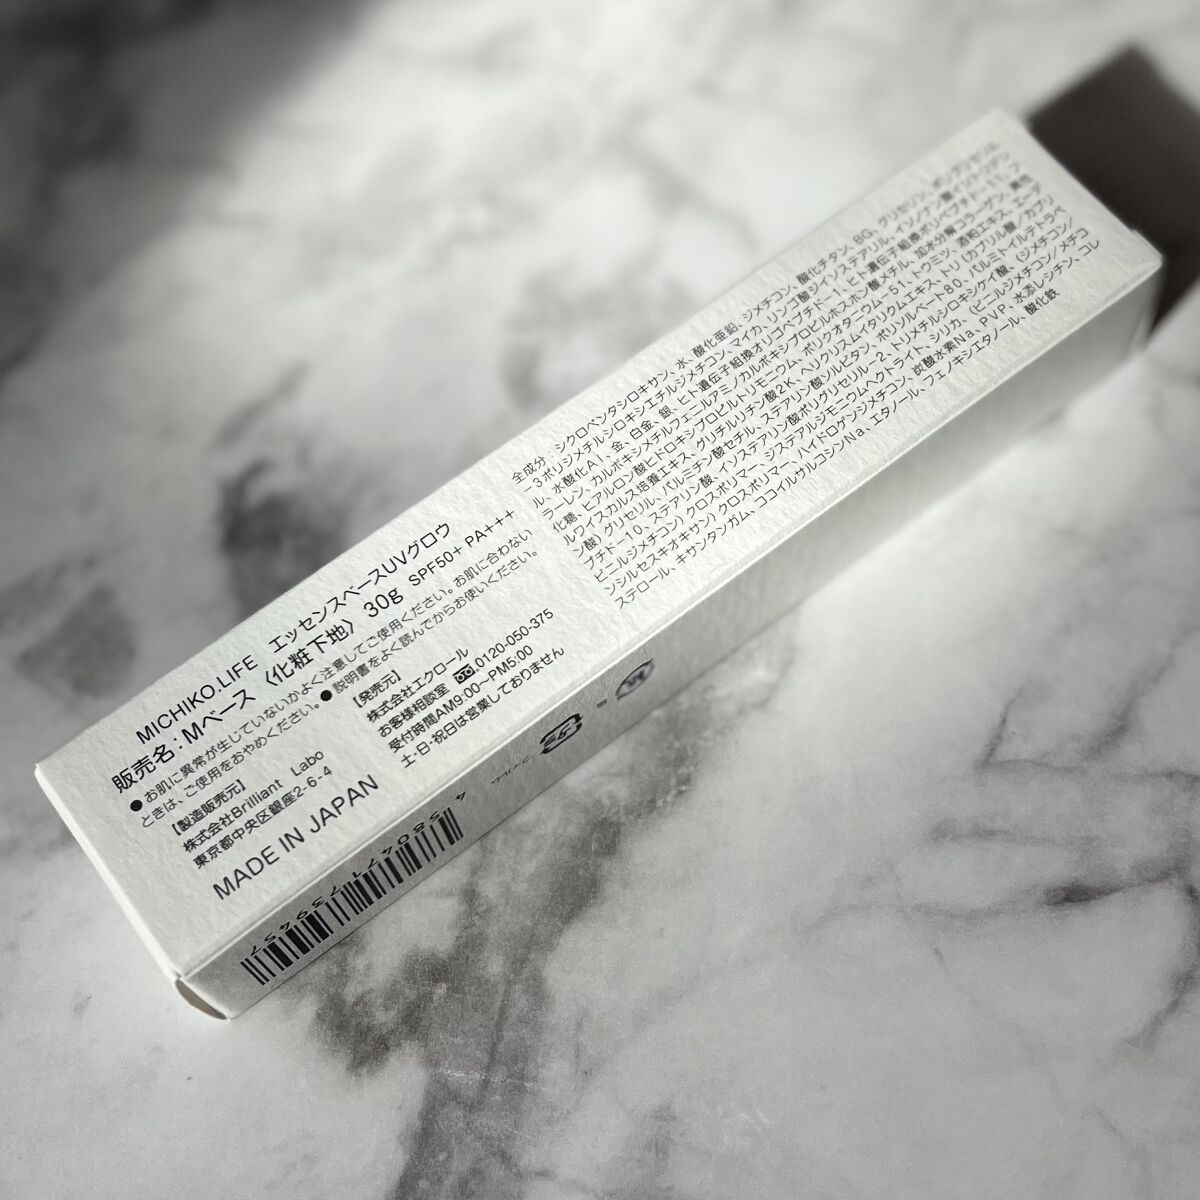 MICHIKO.LIFE エッセンスベースUVグロウ
販売名：Mベース〈化粧下地〉30g SPF50+ PA+++
●お肌に異常が生じていないかよく注意してご使用ください。お肌に合わない
ときは、ご使用をおやめください。●説明書をよく読んでからお使いください。
【製造販売元】
株式会社Brilliant Labo
東京都中央区銀座2-6-4
MADE IN JAPAN
【発売元】
株式会社エクロール
お客様相談室 0120-050-375
受付時間AM9:00〜PM5:00
土・日・祝日は営業しておりません
全成分：シクロペンタシロキサン、水、酸化亜鉛、ジメチコン、酸化チタン、BG、グリセリン、ポリグリセリル
-3ポリジメチルシロキシエチルジメチコン、マイカ、リンゴ酸ジイソステアリル、イソノナン酸イソトリデシ
ル、水酸化Al、金、白金、銀、ヒト遺伝子組換オリゴペプチド-1、ヒト遺伝子組換ポリペプチド-11、フ
ラーレン、カルボキシメチルフェニルアミノカルボキシプロピルホスホン酸メチル、加水分解コラーゲン、異性
化糖、ヒアルロン酸ヒドロキシプロピルトリモニウム、ポリクオタニウム-51、トウミツ、酒粕エキス、エーデ
ルワイスカルス培養エキス、グリチルリチン酸2K、ヘリクリスムイタリクムエキス、トリ（カプリル酸/カプリ
ン酸）グリセリル、パルミチン酸セチル、ステアリン酸ソルビタン、ポリソルベート80、パルミトイルテトラペ
プチド-10、ステアリン酸、イソステアリン酸ポリグリセリル-2、トリメチルシロキシケイ酸、（ジメチコン/
ビニルジメチコン）クロスポリマー、ジステアルジモニウムヘクトライト、シリカ、（ビニルジメチコン/メチコ
ンシルセスキオキサン）クロスポリマー、ハイドロゲンジメチコン、炭酸水素Na、PVP、水添レシチン、コレ
ステロール、キサンタンガム、ココイルサルコシンNa、エタノール、フェノキシエタノール、酸化鉄
4 580471 739457